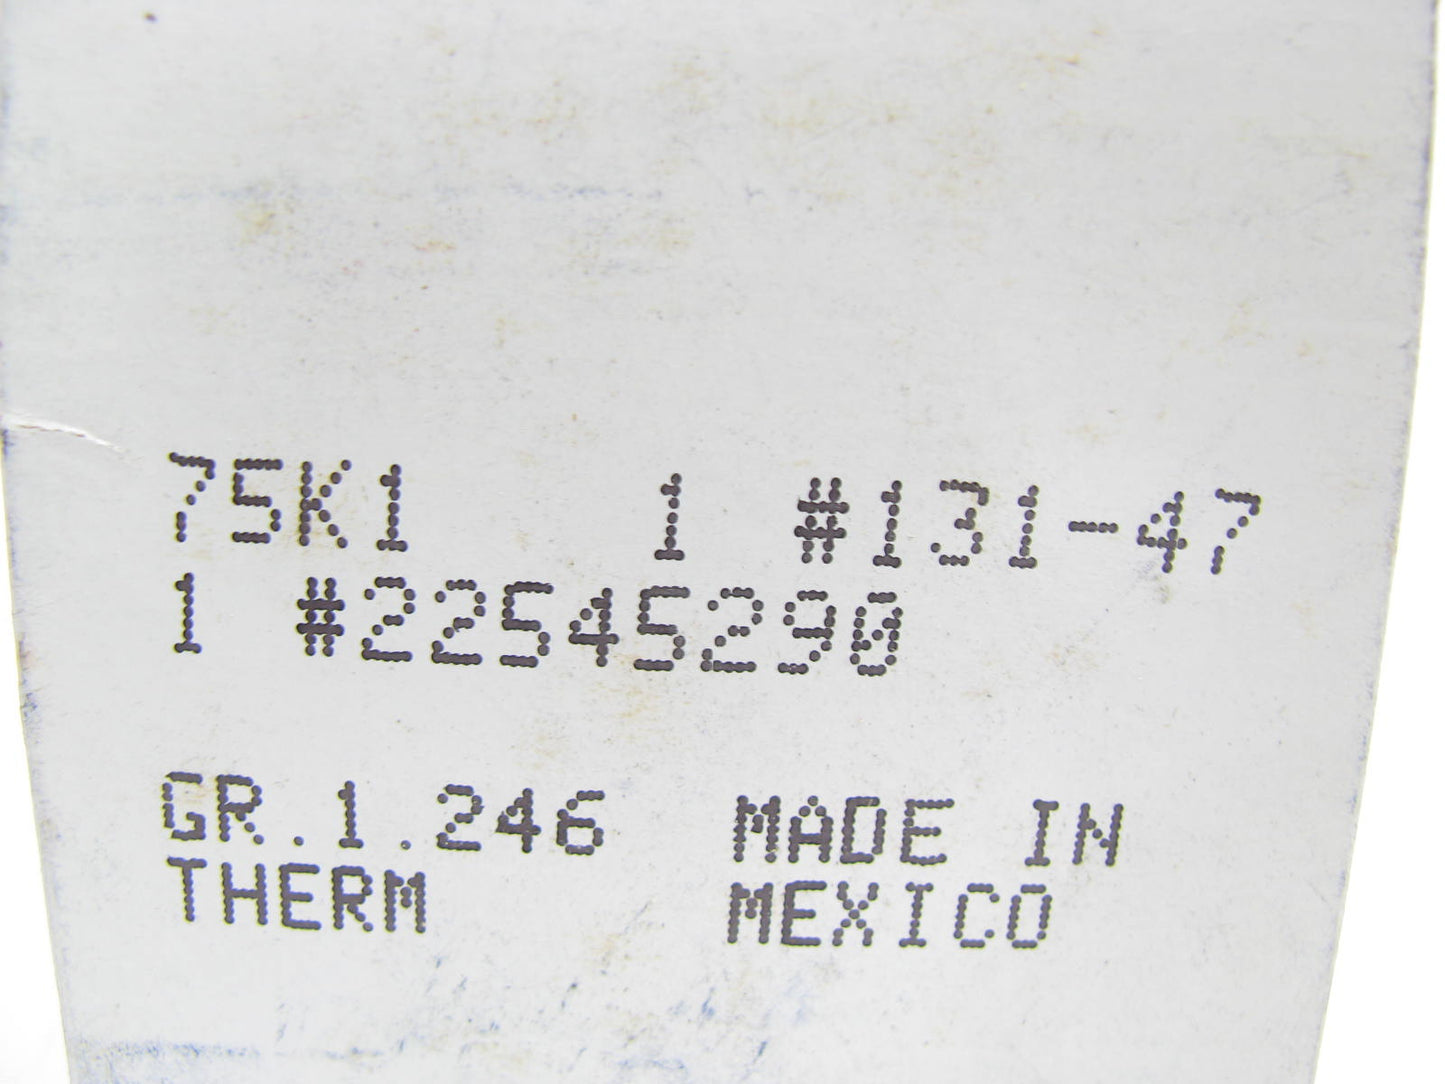 75K1 1 #131-47
1 #22545290
GR.1.246 MADE IN
THERM MEXICO